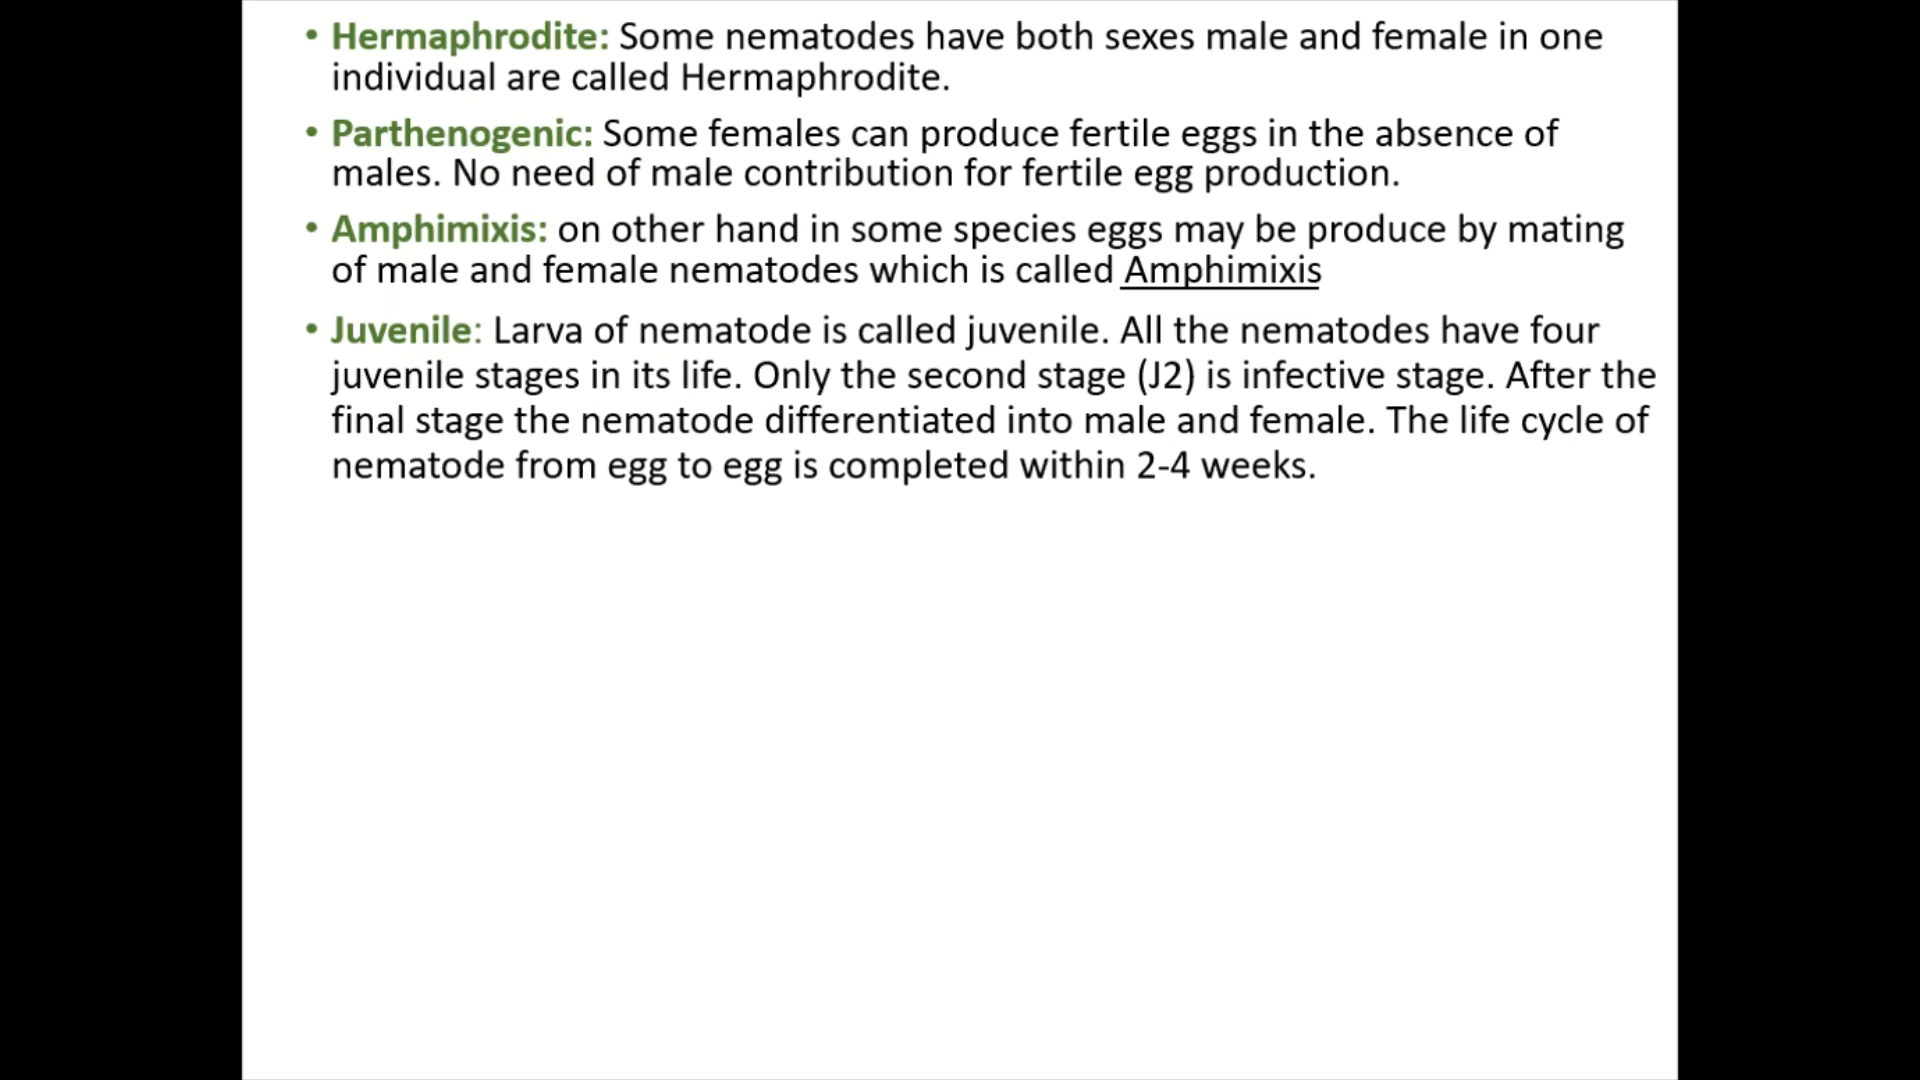 • Hermaphrodite: Some nematodes have both sexes male and female in one
individual are called Hermaphrodite.
• Parthenogenic: Some females can produce fertile eggs in the absence of
males. No need of male contribution for fertile egg production.
• Amphimixis: on other hand in some species eggs may be produce by mating
of male and female nematodes which is called Amphimixis
• Juvenile: Larva of nematode is called juvenile. All the nematodes have four
juvenile stages in its life. Only the second stage (J2) is infective stage. After the
final stage the nematode differentiated into male and female. The life cycle of
nematode from egg to egg is completed within 2-4 weeks.